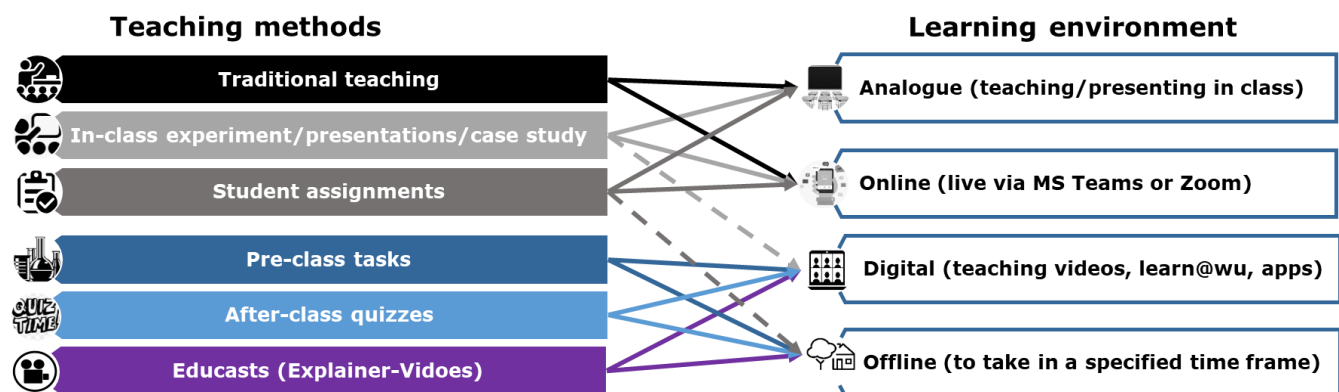 Teaching methods
Learning environment
Traditional teaching
In-class experiment/presentations/case study
Student assignments
Pre-class tasks
QUIZ
TIME!
After-class quizzes
Educasts (Explainer-Vidoes)
Analogue (teaching/presenting in class)
Online (live via MS Teams or Zoom)
Digital (teaching videos, learn@wu, apps)
Offline (to take in a specified time frame)